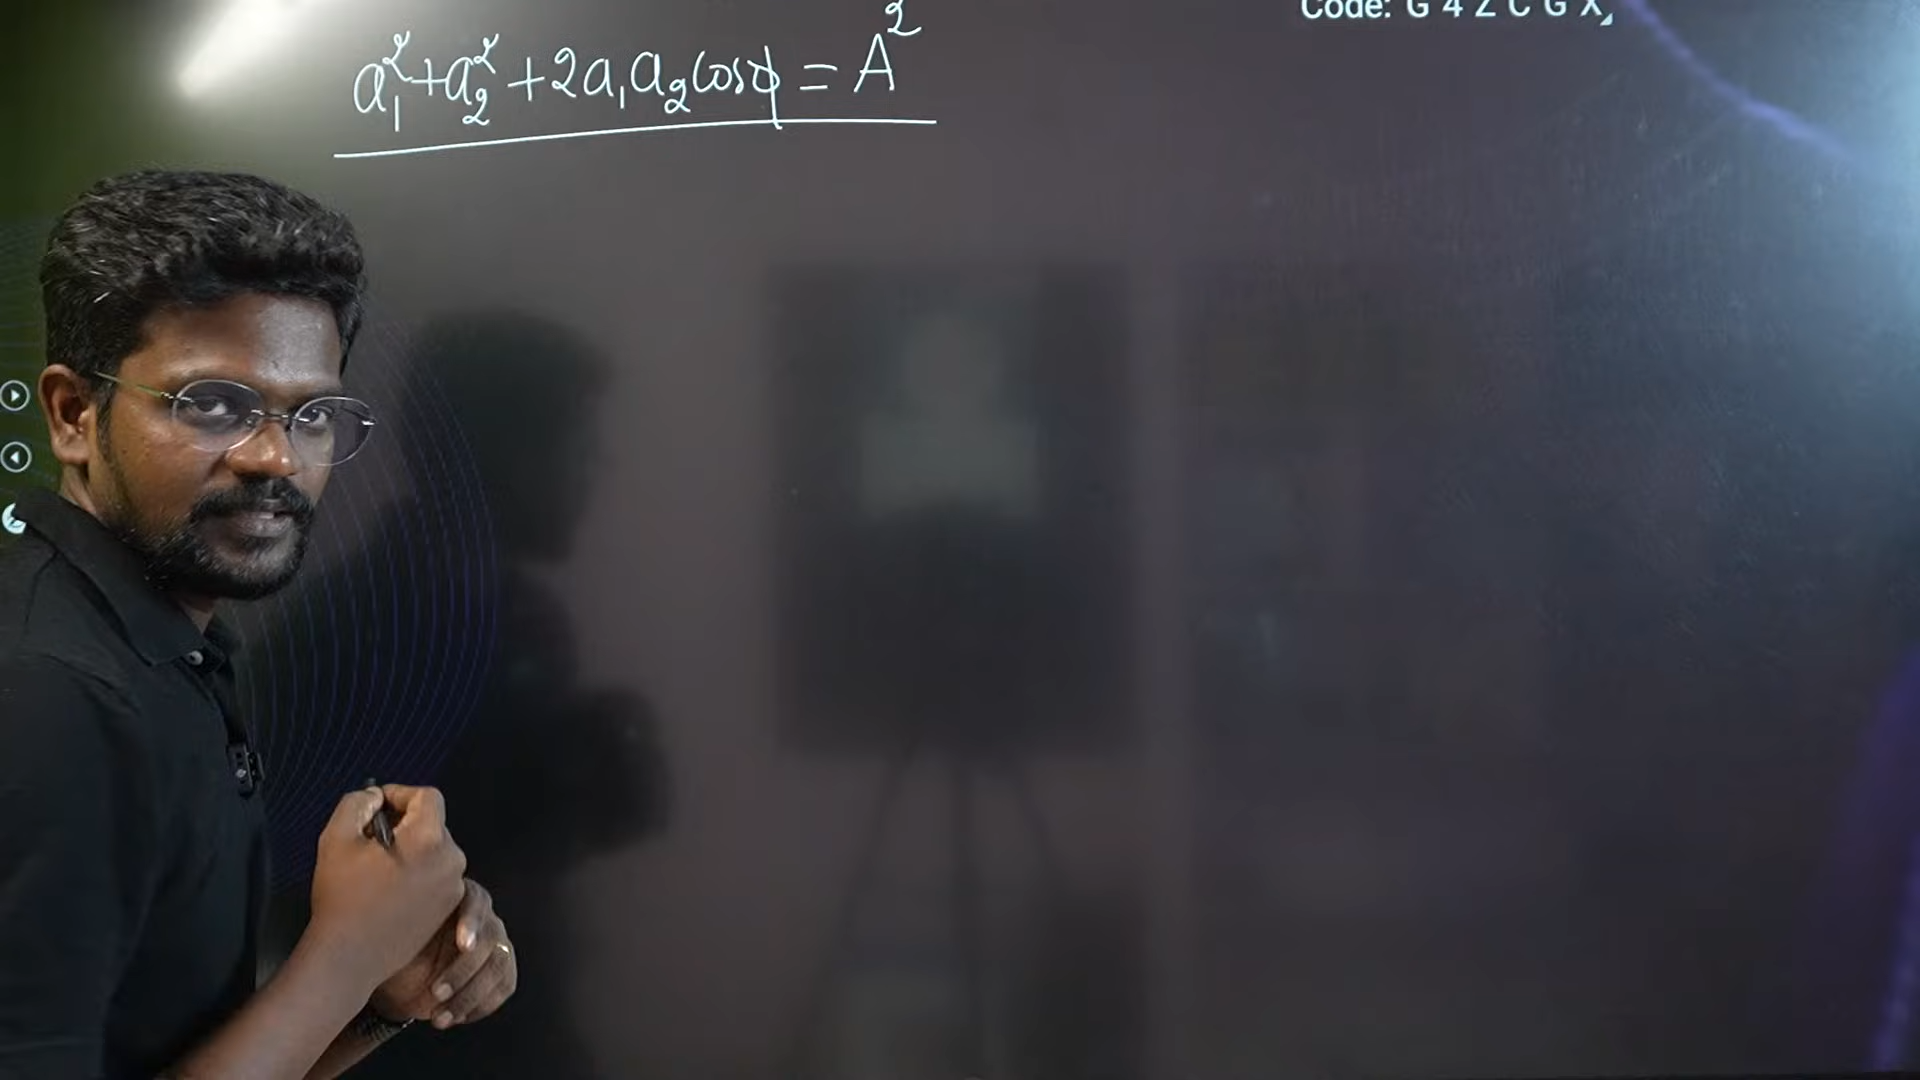 Code: G 4 Z C G X
a₁² + a₂² + 2a₁a₂cosϕ = A²